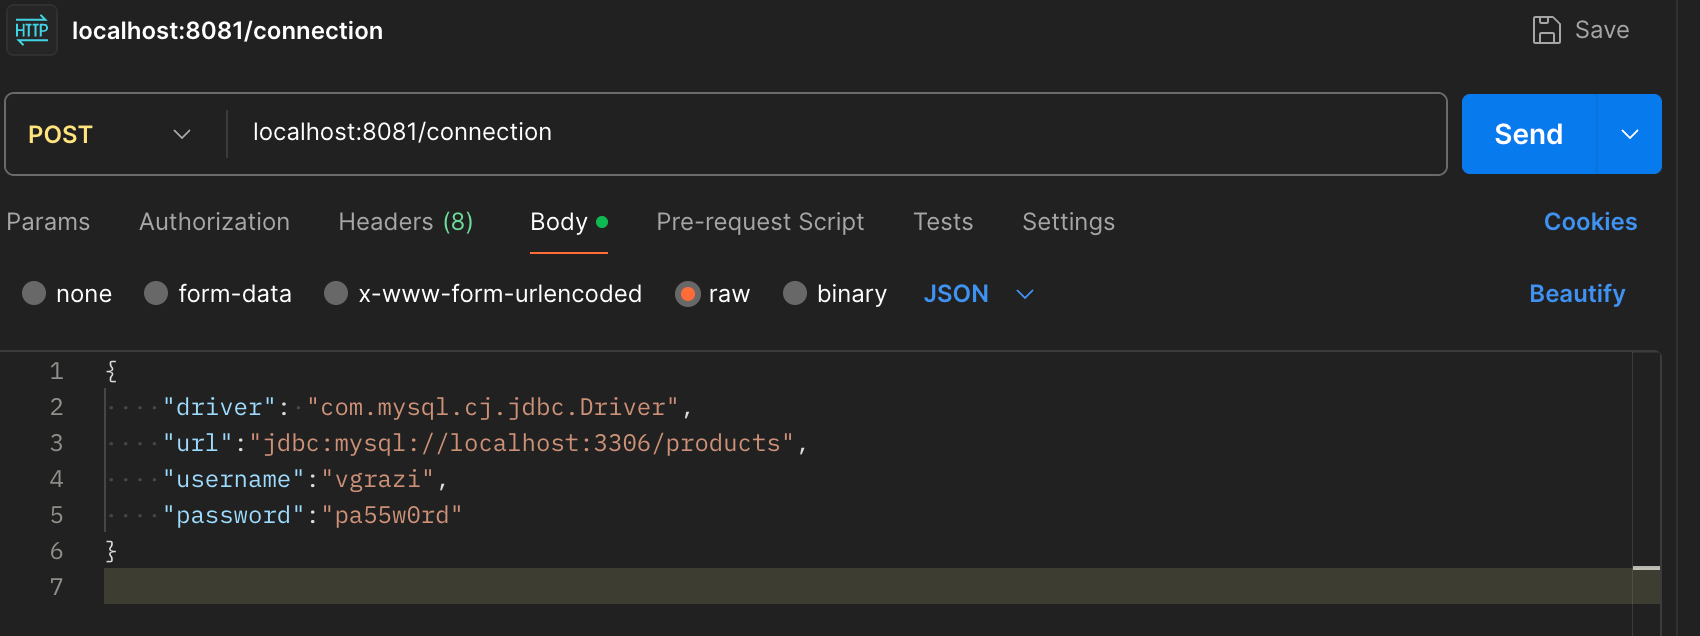 HTTP localhost:8081/connection Save
POST localhost:8081/connection Send
Params Authorization Headers (8) Body Pre-request Script Tests Settings Cookies
none form-data x-www-form-urlencoded raw binary JSON Beautify
1 {
2 "driver": "com.mysql.cj.jdbc.Driver",
3 "url":"jdbc:mysql://localhost:3306/products",
4 "username":"vgrazi",
5 "password":"pa55w0rd"
6 }
7